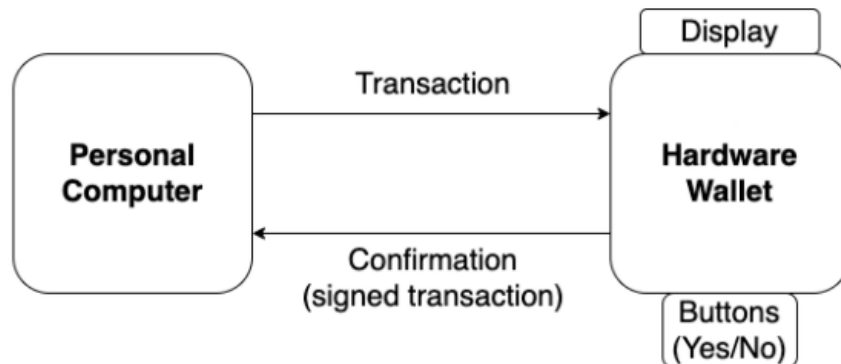 Display
Transaction
Personal
Computer
Hardware
Wallet
Confirmation
(signed transaction)
Buttons
(Yes/No)